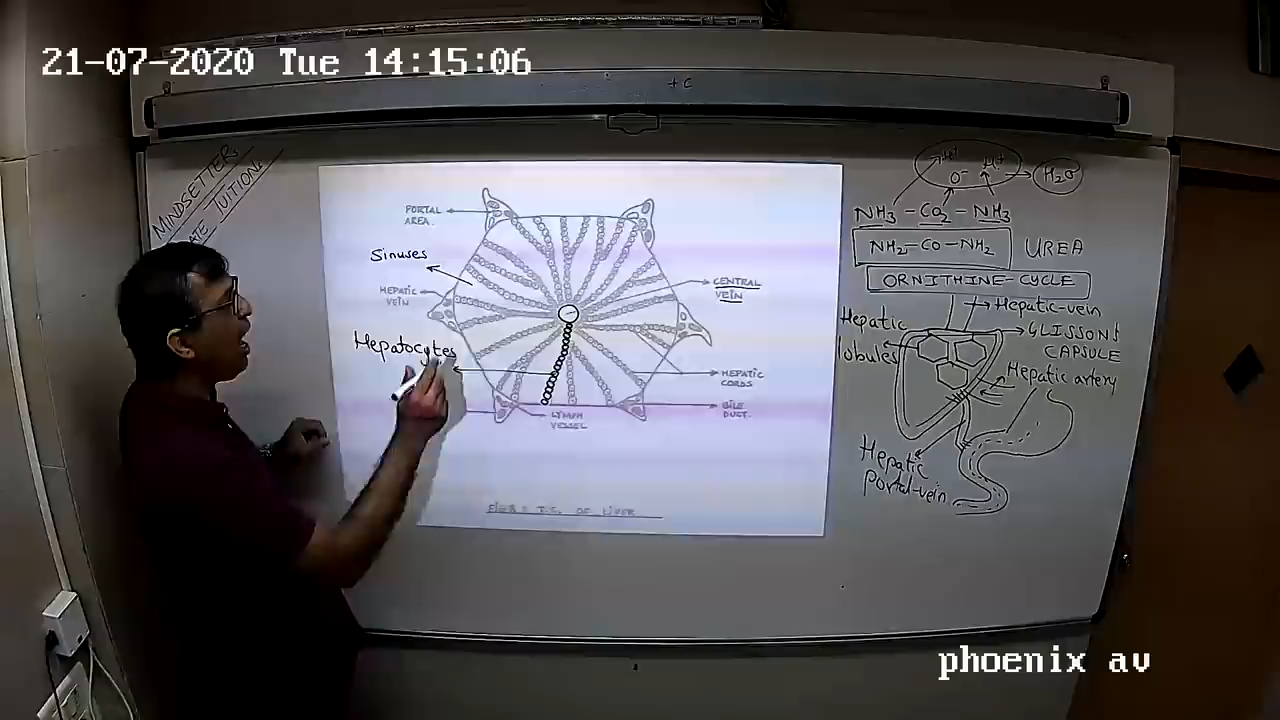 21-07-2020 Tue 14:15:06
+C
MINDSETTERS
TUITIONS
PORTAL
AREA.
Sinuses
HEPATIC
VEIN
Hepatocytes
CENTRAL
VEIN
HEPATIC
CORDS
BILE
DUCT.
LYMPH
VESSEL
OF LIVER
H+ H+
O-
H2O
NH3 - CO2 - NH3
NH2-CO-NH2 UREA
ORNITHINE-CYCLE
Hepatic-vein
Hepatic
lobules
GLISSON'S
CAPSULE
Hepatic artery
Hepatic
portal-vein
phoenix av